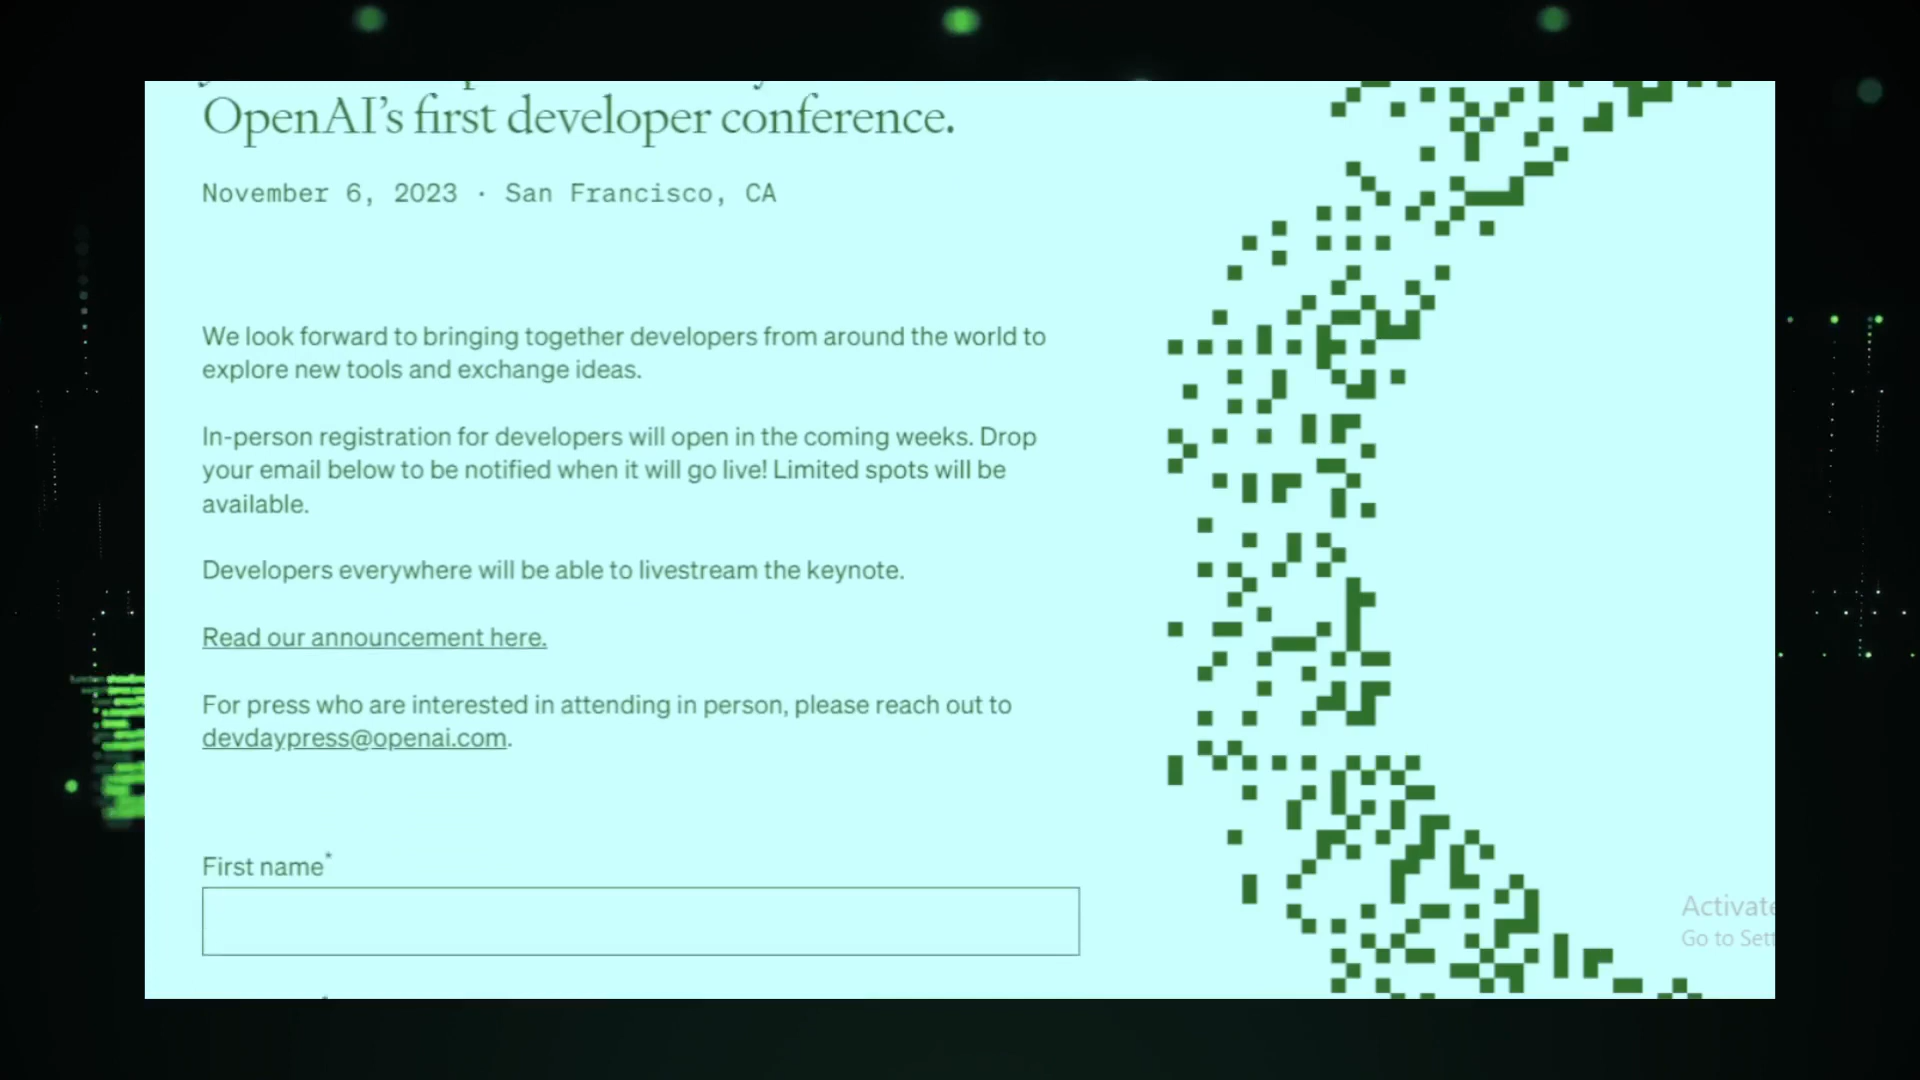 OpenAI’s first developer conference.
November 6, 2023 · San Francisco, CA
We look forward to bringing together developers from around the world to
explore new tools and exchange ideas.
In-person registration for developers will open in the coming weeks. Drop
your email below to be notified when it will go live! Limited spots will be
available.
Developers everywhere will be able to livestream the keynote.
Read our announcement here.
For press who are interested in attending in person, please reach out to
devdaypress@openai.com.
First name*
Activate
Go to Sett